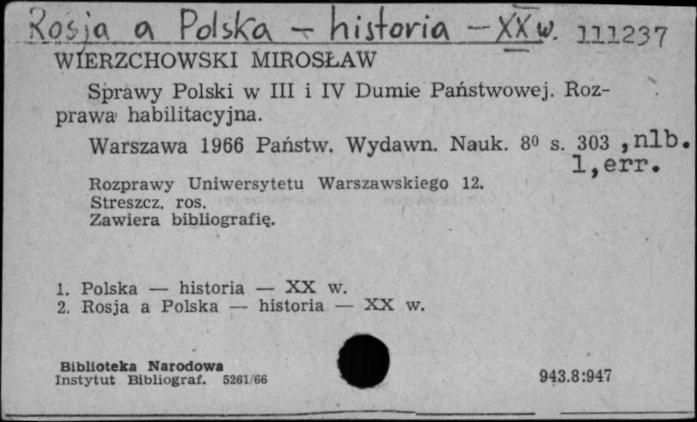 Rosja a Polska – historia – XX w. 111237
WIERZCHOWSKI MIROSŁAW
Sprawy Polski w III i IV Dumie Państwowej. Roz-
prawa habilitacyjna.
Warszawa 1966 Państw. Wydawn. Nauk. 8⁰ s. 303 ,nlb.
1,err.
Rozprawy Uniwersytetu Warszawskiego 12.
Streszcz. ros.
Zawiera bibliografię.
1. Polska — historia — XX w.
2. Rosja a Polska — historia — XX w.
Biblioteka Narodowa
Instytut Bibliograf. 5261/66
943.8:947